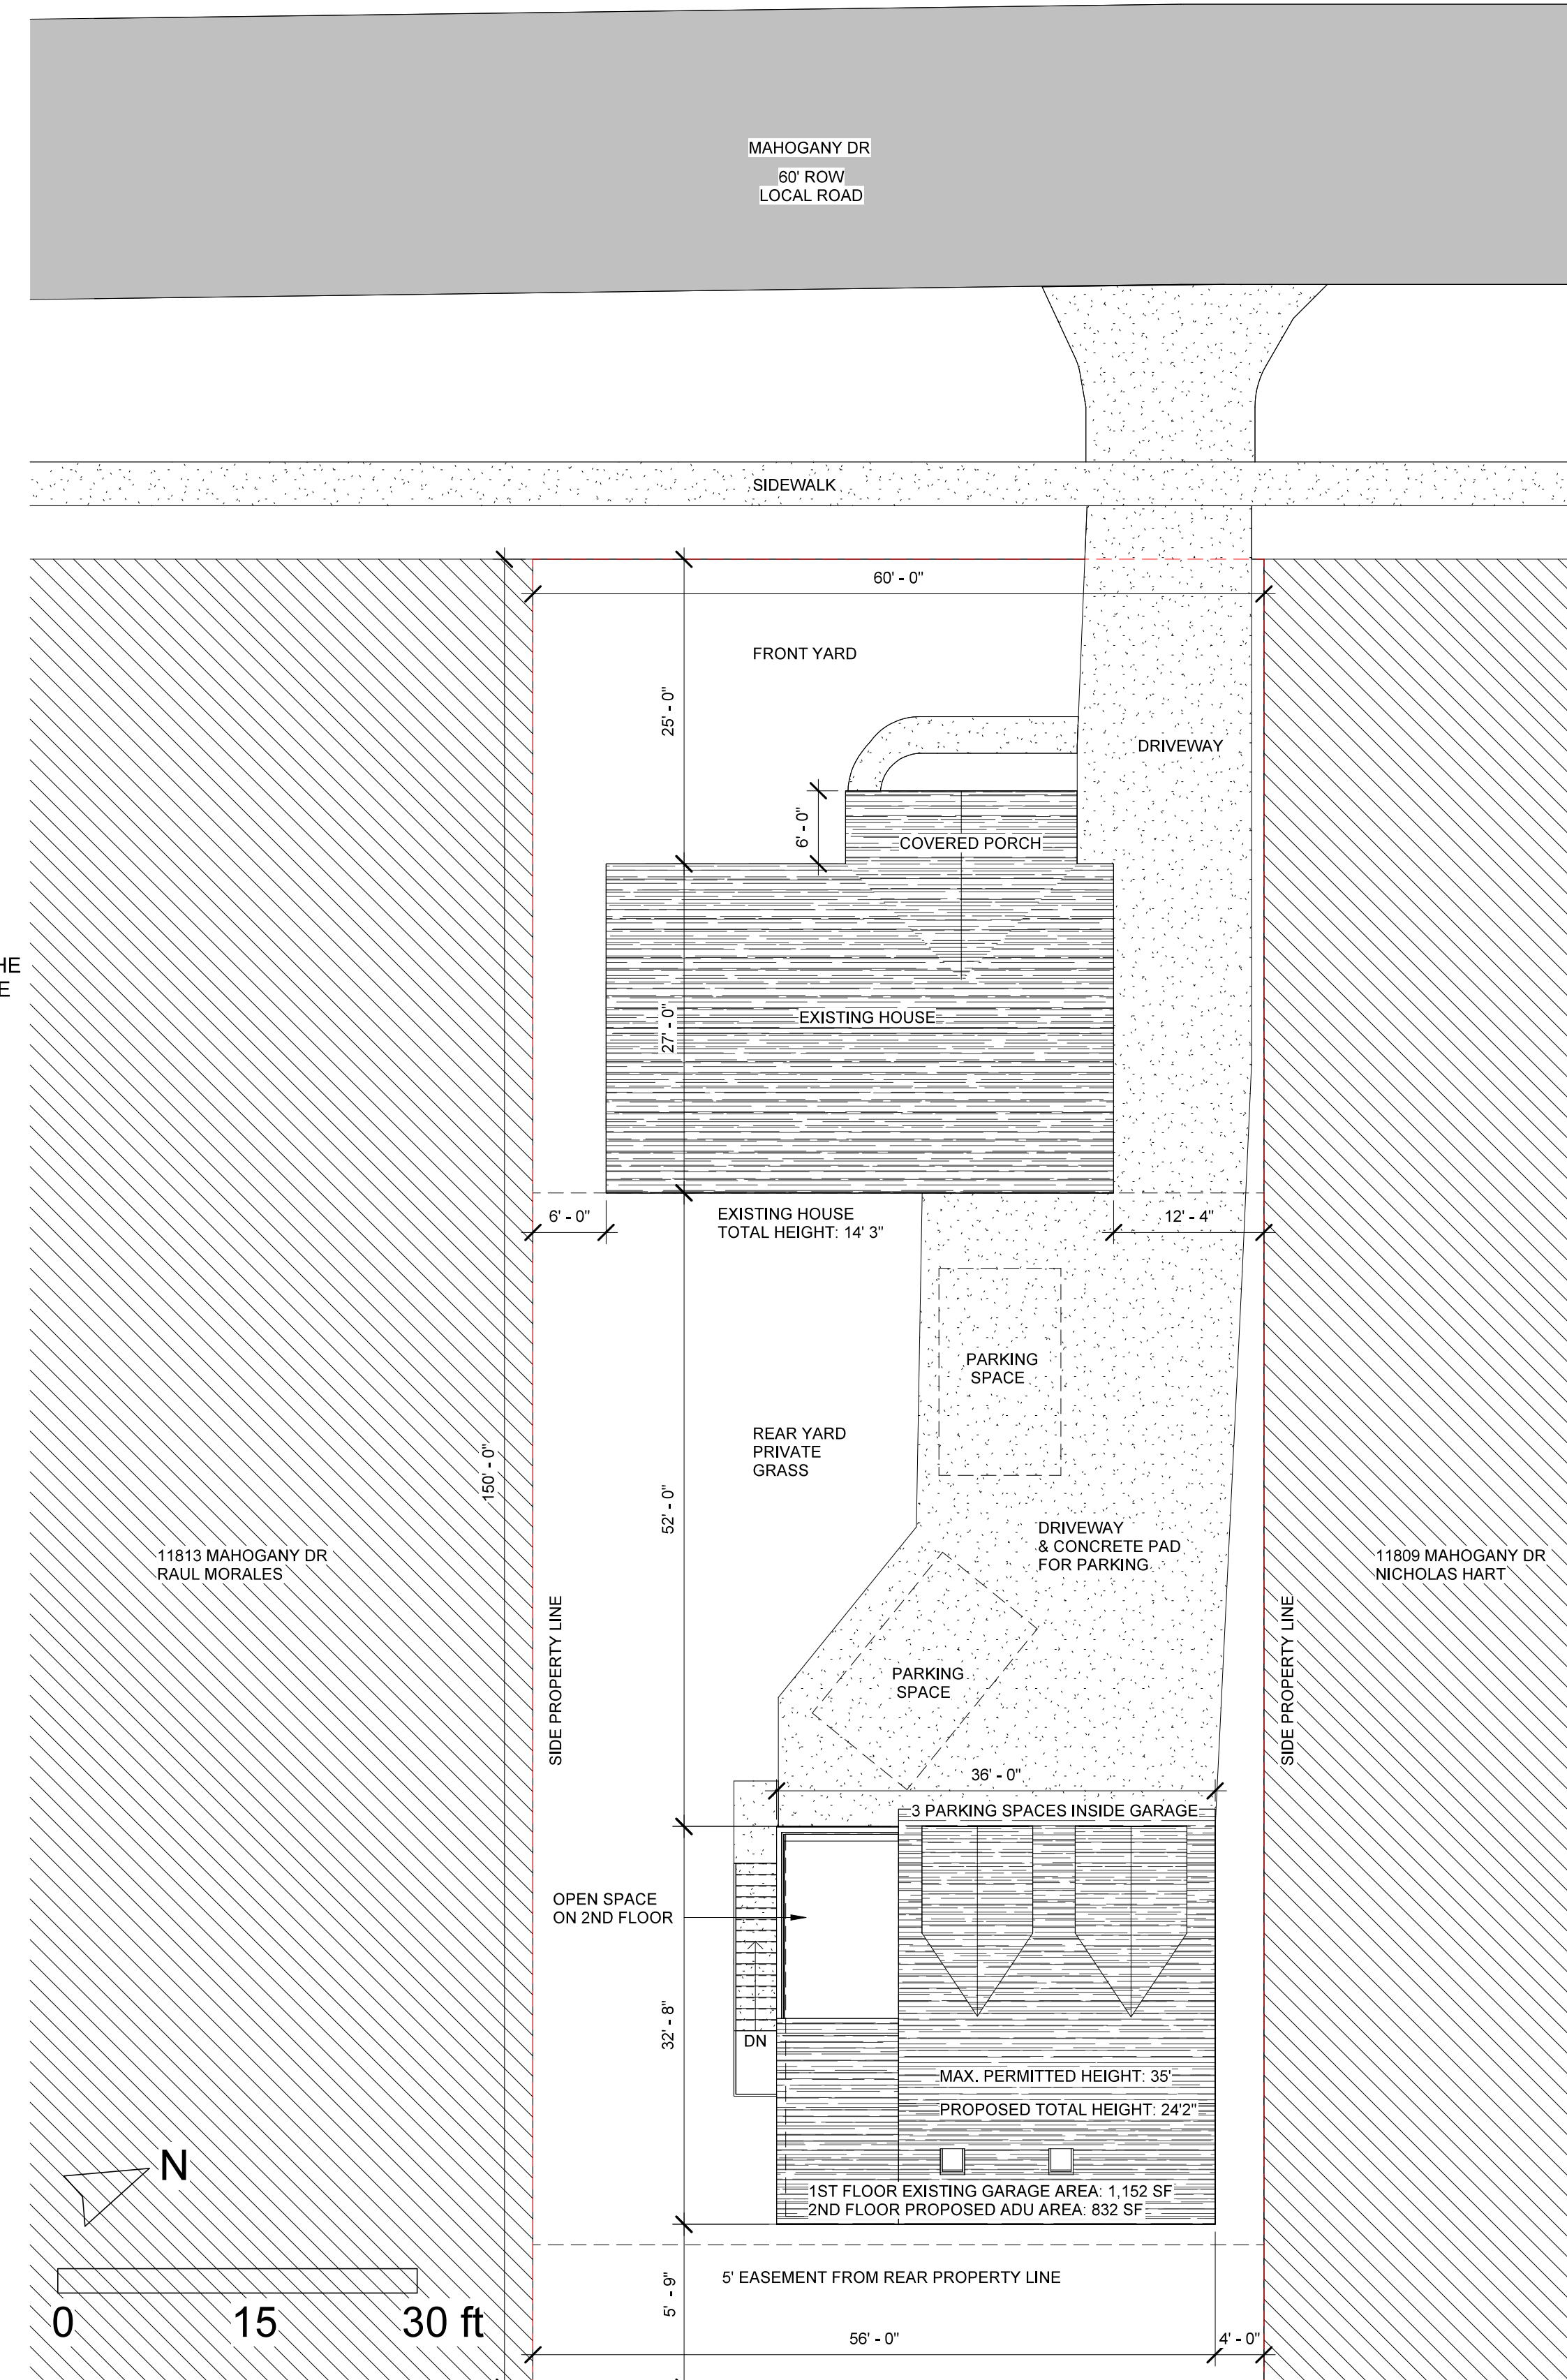 MAHOGANY DR
60' ROW
LOCAL ROAD
SIDEWALK
60' - 0"
FRONT YARD
25' - 0"
DRIVEWAY
6' - 0"
COVERED PORCH
HE
E
27' - 0"
EXISTING HOUSE
6' - 0"
EXISTING HOUSE
TOTAL HEIGHT: 14' 3"
12' - 4"
PARKING
SPACE
150' - 0"
REAR YARD
PRIVATE
GRASS
52' - 0"
DRIVEWAY
& CONCRETE PAD
FOR PARKING
11813 MAHOGANY DR
RAUL MORALES
11809 MAHOGANY DR
NICHOLAS HART
SIDE PROPERTY LINE
SIDE PROPERTY LINE
PARKING
SPACE
36' - 0"
3 PARKING SPACES INSIDE GARAGE
OPEN SPACE
ON 2ND FLOOR
32' - 8"
DN
MAX. PERMITTED HEIGHT: 35'
PROPOSED TOTAL HEIGHT: 24'2"
N
1ST FLOOR EXISTING GARAGE AREA: 1,152 SF
2ND FLOOR PROPOSED ADU AREA: 832 SF
5' EASEMENT FROM REAR PROPERTY LINE
5' - 9"
0 15 30 ft
56' - 0"
4' - 0"